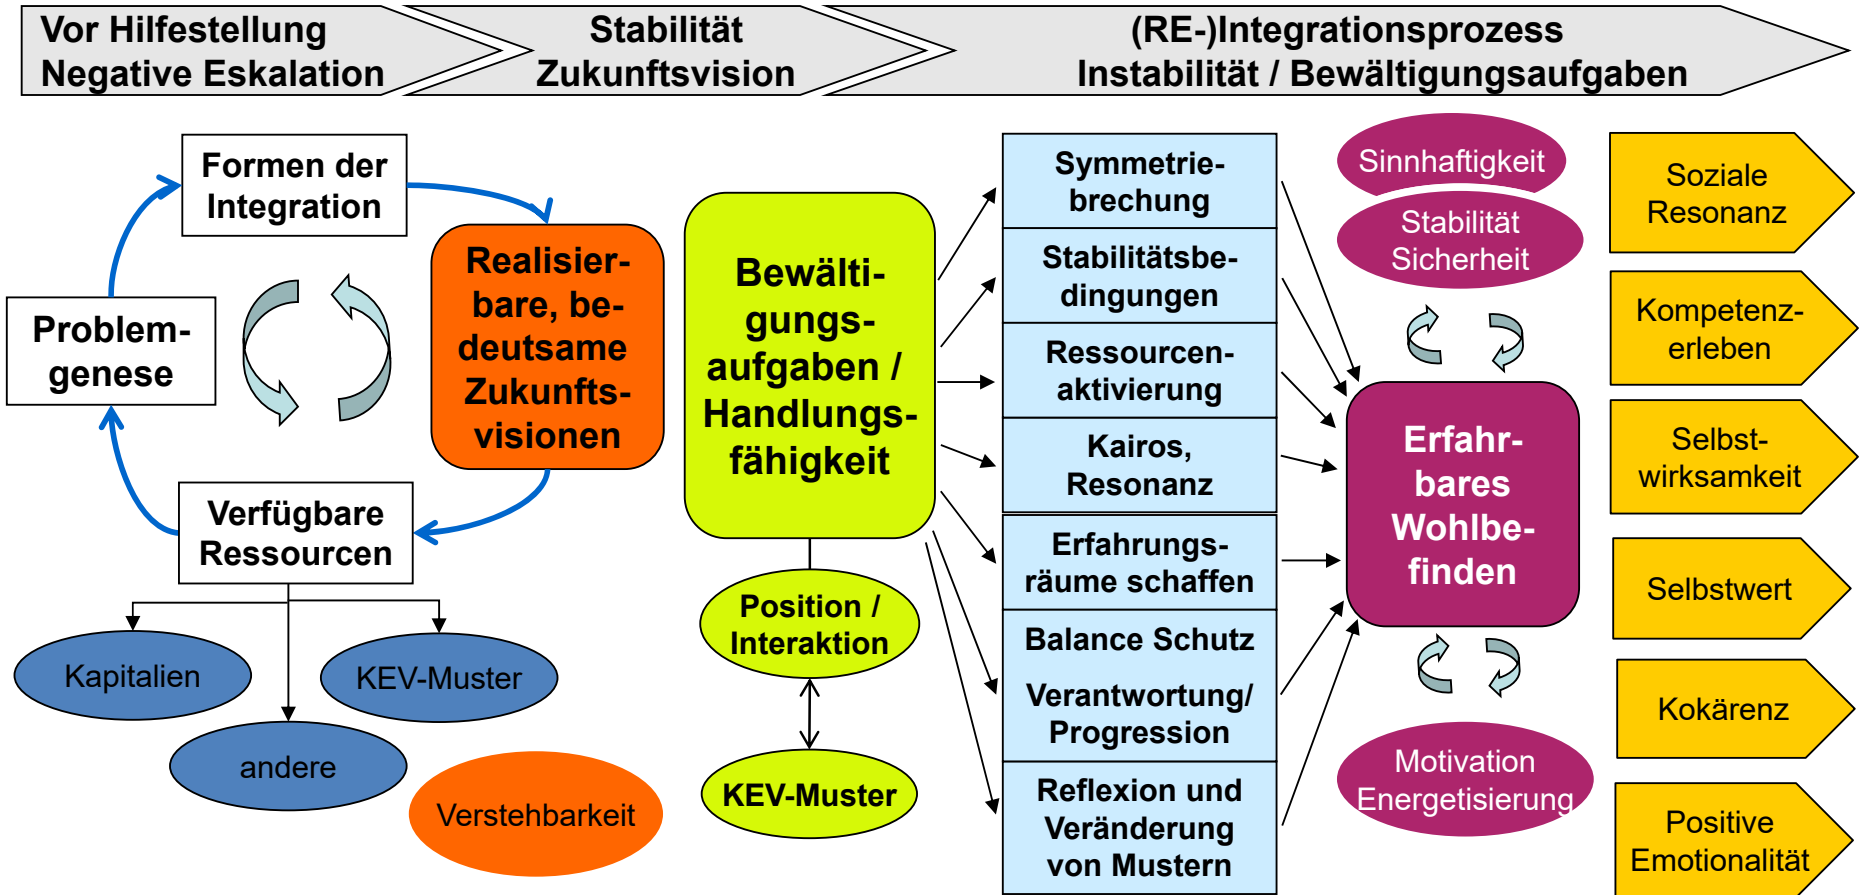 Vor Hilfestellung
Negative Eskalation
Stabilität
Zukunftsvision
(RE-)Integrationsprozess
Instabilität / Bewältigungsaufgaben
Formen der
Integration
Problem-
genese
Realisier-
bare, be-
deutsame
Zukunfts-
visionen
Verfügbare
Ressourcen
Kapitalien
KEV-Muster
andere
Verstehbarkeit
Bewälti-
gungs-
aufgaben /
Handlungs-
fähigkeit
Position /
Interaktion
KEV-Muster
Symmetrie-
brechung
Stabilitätsbe-
dingungen
Ressourcen-
aktivierung
Kairos,
Resonanz
Erfahrungs-
räume schaffen
Balance Schutz
Verantwortung/
Progression
Reflexion und
Veränderung
von Mustern
Sinnhaftigkeit
Stabilität
Sicherheit
Erfahr-
bares
Wohlbe-
finden
Motivation
Energetisierung
Soziale
Resonanz
Kompetenz-
erleben
Selbst-
wirksamkeit
Selbstwert
Kokärenz
Positive
Emotionalität